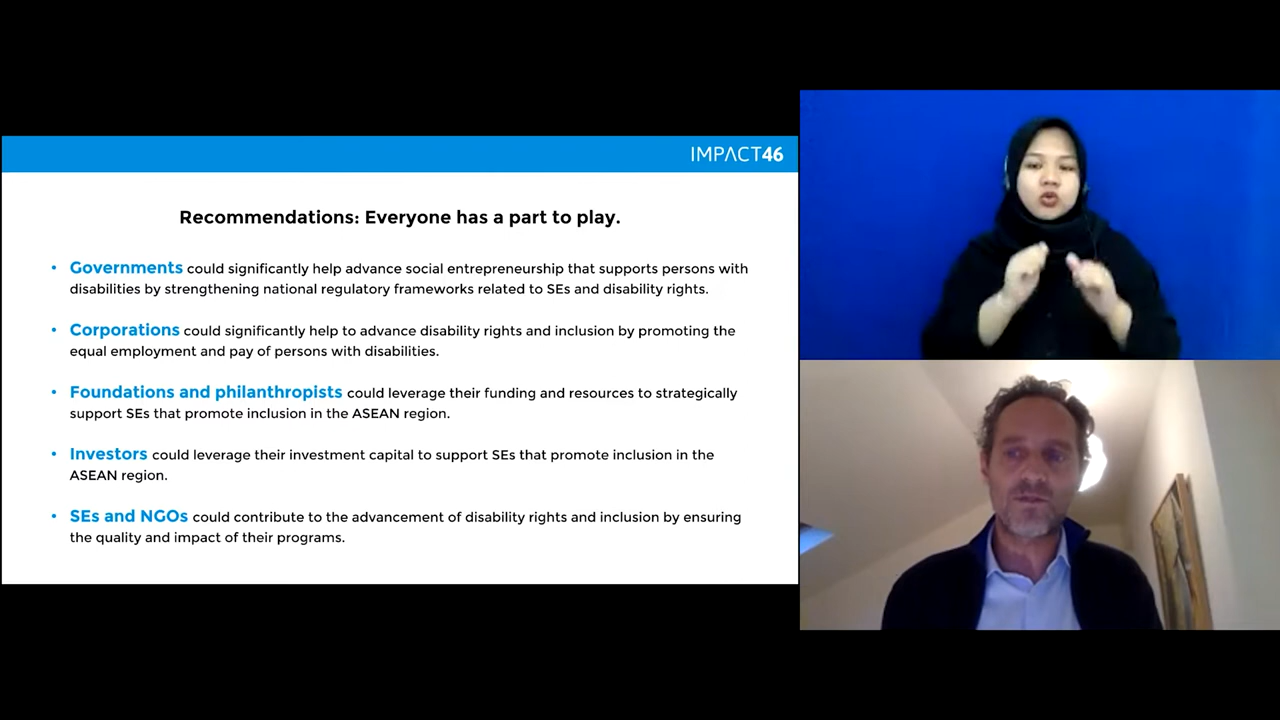 IMPACT46
Recommendations: Everyone has a part to play.
• Governments could significantly help advance social entrepreneurship that supports persons with
disabilities by strengthening national regulatory frameworks related to SEs and disability rights.
• Corporations could significantly help to advance disability rights and inclusion by promoting the
equal employment and pay of persons with disabilities.
• Foundations and philanthropists could leverage their funding and resources to strategically
support SEs that promote inclusion in the ASEAN region.
• Investors could leverage their investment capital to support SEs that promote inclusion in the
ASEAN region.
• SEs and NGOs could contribute to the advancement of disability rights and inclusion by ensuring
the quality and impact of their programs.